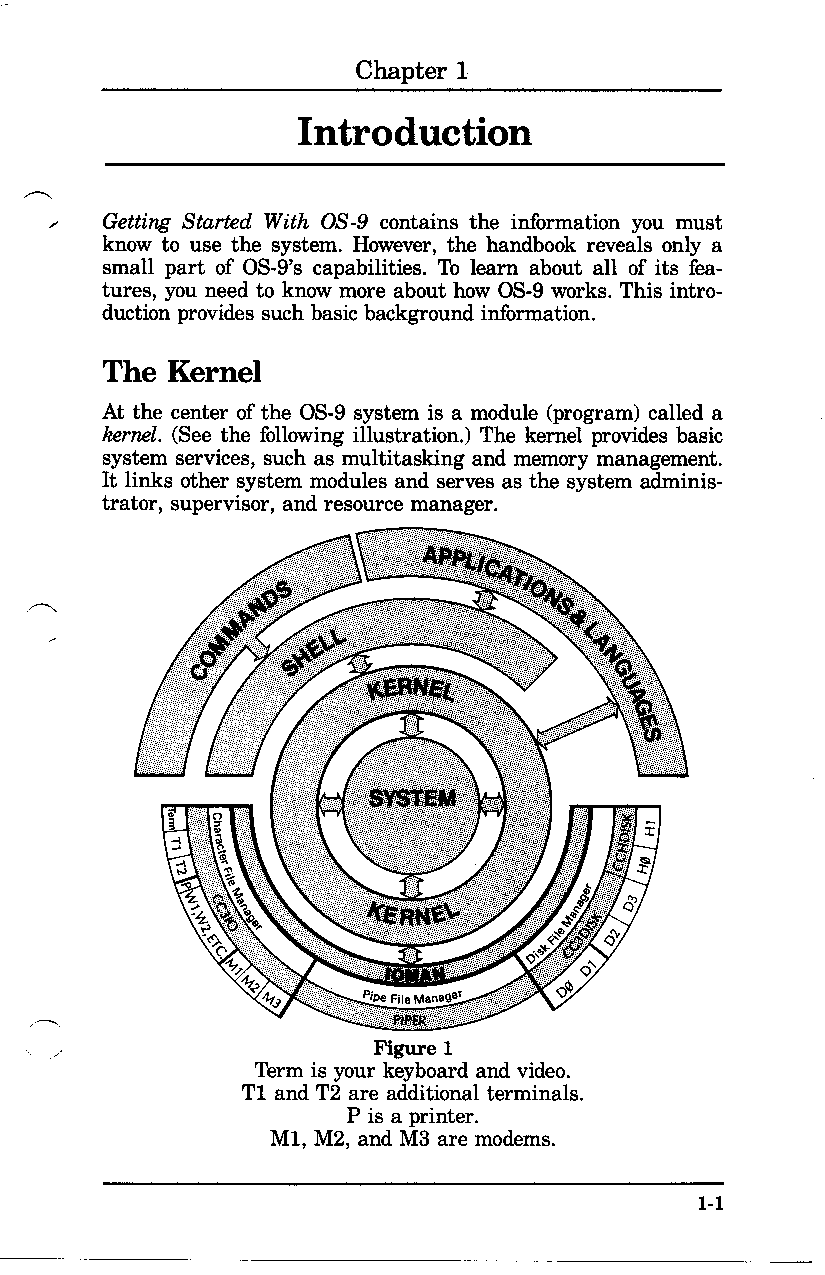 Chapter 1
Introduction
Getting Started With OS-9 contains the information you must
know to use the system. However, the handbook reveals only a
small part of OS-9's capabilities. To learn about all of its fea-
tures, you need to know more about how OS-9 works. This intro-
duction provides such basic background information.
The Kernel
At the center of the OS-9 system is a module (program) called a
kernel. (See the following illustration.) The kernel provides basic
system services, such as multitasking and memory management.
It links other system modules and serves as the system adminis-
trator, supervisor, and resource manager.
COMMANDS
APPLICATIONS & LANGUAGES
SHELL
KERNEL
SYSTEM
KERNEL
IOMAN
Term
T1
T2
P
W1,W2,ETC.
M1
M2
M3
CC3IO
Character File Manager
Pipe File Manager
PIPER
Disk File Manager
CC3DISK
CCHDISK
D0
D1
D2
D3
H0
H1
Figure 1
Term is your keyboard and video.
T1 and T2 are additional terminals.
P is a printer.
M1, M2, and M3 are modems.
1-1